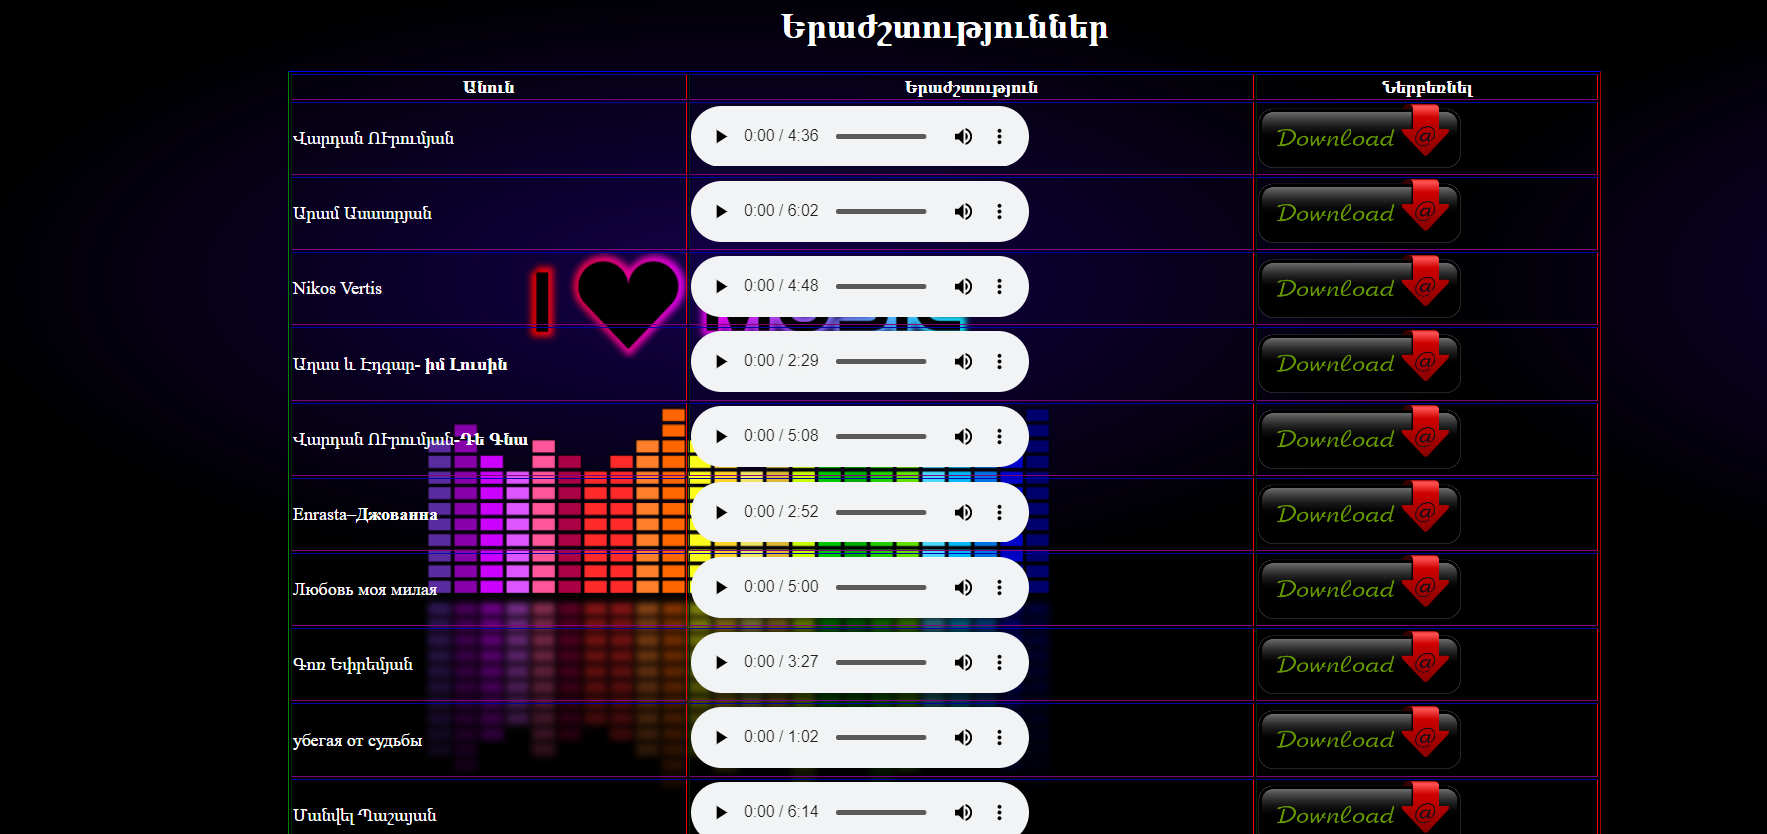 Երաժշտություններ
Անուն Երաժշտություն Ներբեռնել
Վարդան ՈՒրումյան 0:00 / 4:36 Download @
Արամ Ասատրյան 0:00 / 6:02 Download @
Nikos Vertis 0:00 / 4:48 Download @
I
Աղաս և Էդգար- իմ Լուսին 0:00 / 2:29 Download @
Վարդան ՈՒրումյան-Դե Գնա 0:00 / 5:08 Download @
Enrasta–Джованна 0:00 / 2:52 Download @
Любовь моя милая 0:00 / 5:00 Download @
Գոռ Եփրեմյան 0:00 / 3:27 Download @
убегая от судьбы 0:00 / 1:02 Download @
Մանվել Պաշայան 0:00 / 6:14 Download @